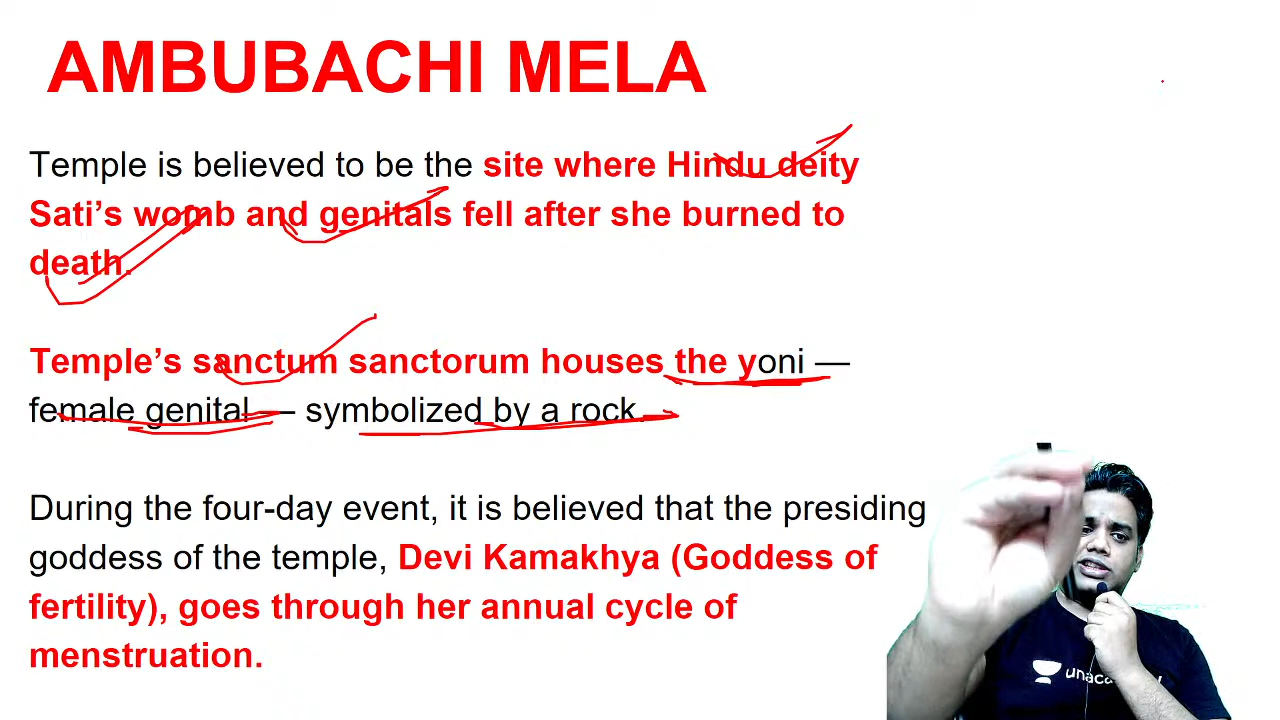 AMBUBACHI MELA
Temple is believed to be the site where Hindu deity
Sati’s womb and genitals fell after she burned to
death.
Temple’s sanctum sanctorum houses the yoni —
female genital — symbolized by a rock.
During the four-day event, it is believed that the presiding
goddess of the temple, Devi Kamakhya (Goddess of
fertility), goes through her annual cycle of
menstruation.